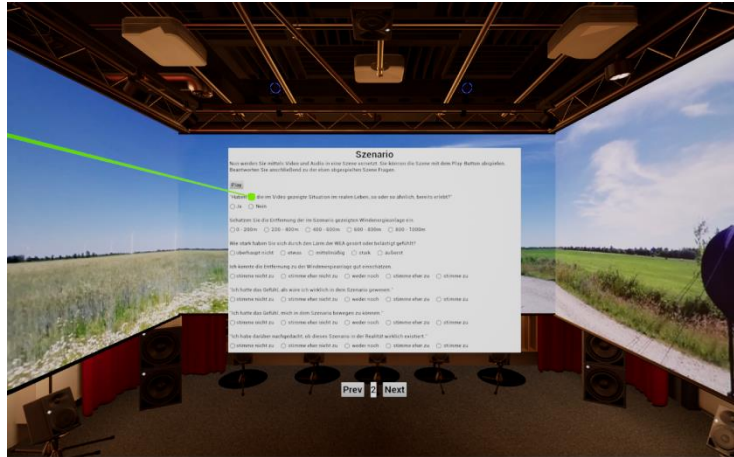 Szenario
Nun werden Sie mittels Video und Audio in eine Szene versetzt. Sie können die Szene mit dem Play-Button abspielen.
Beantworten Sie anschließend zu der eben abgespielten Szene Fragen.
Play
"Haben die im Video gezeigte Situation im realen Leben, so oder so ähnlich, bereits erlebt?"
Ja Nein
Schätzen Sie die Entfernung der im Szenario gezeigten Windenergieanlage ein.
0 - 200m 200 - 400m 400 - 600m 600 - 800m 800 - 1000m
Wie stark haben Sie sich durch den Lärm der WEA gestört oder belästigt gefühlt?
überhaupt nicht etwas mittelmäßig stark äußerst
Ich konnte die Entfernung zu der Windenergieanlage gut einschätzen.
stimme nicht zu stimme eher nicht zu weder noch stimme eher zu stimme zu
"Ich hatte das Gefühl, als wäre ich wirklich in dem Szenario gewesen."
stimme nicht zu stimme eher nicht zu weder noch stimme eher zu stimme zu
"Ich hatte das Gefühl, mich in dem Szenario bewegen zu können."
stimme nicht zu stimme eher nicht zu weder noch stimme eher zu stimme zu
"Ich habe darüber nachgedacht, ob dieses Szenario in der Realität wirklich existiert."
stimme nicht zu stimme eher nicht zu weder noch stimme eher zu stimme zu
Prev 2 Next